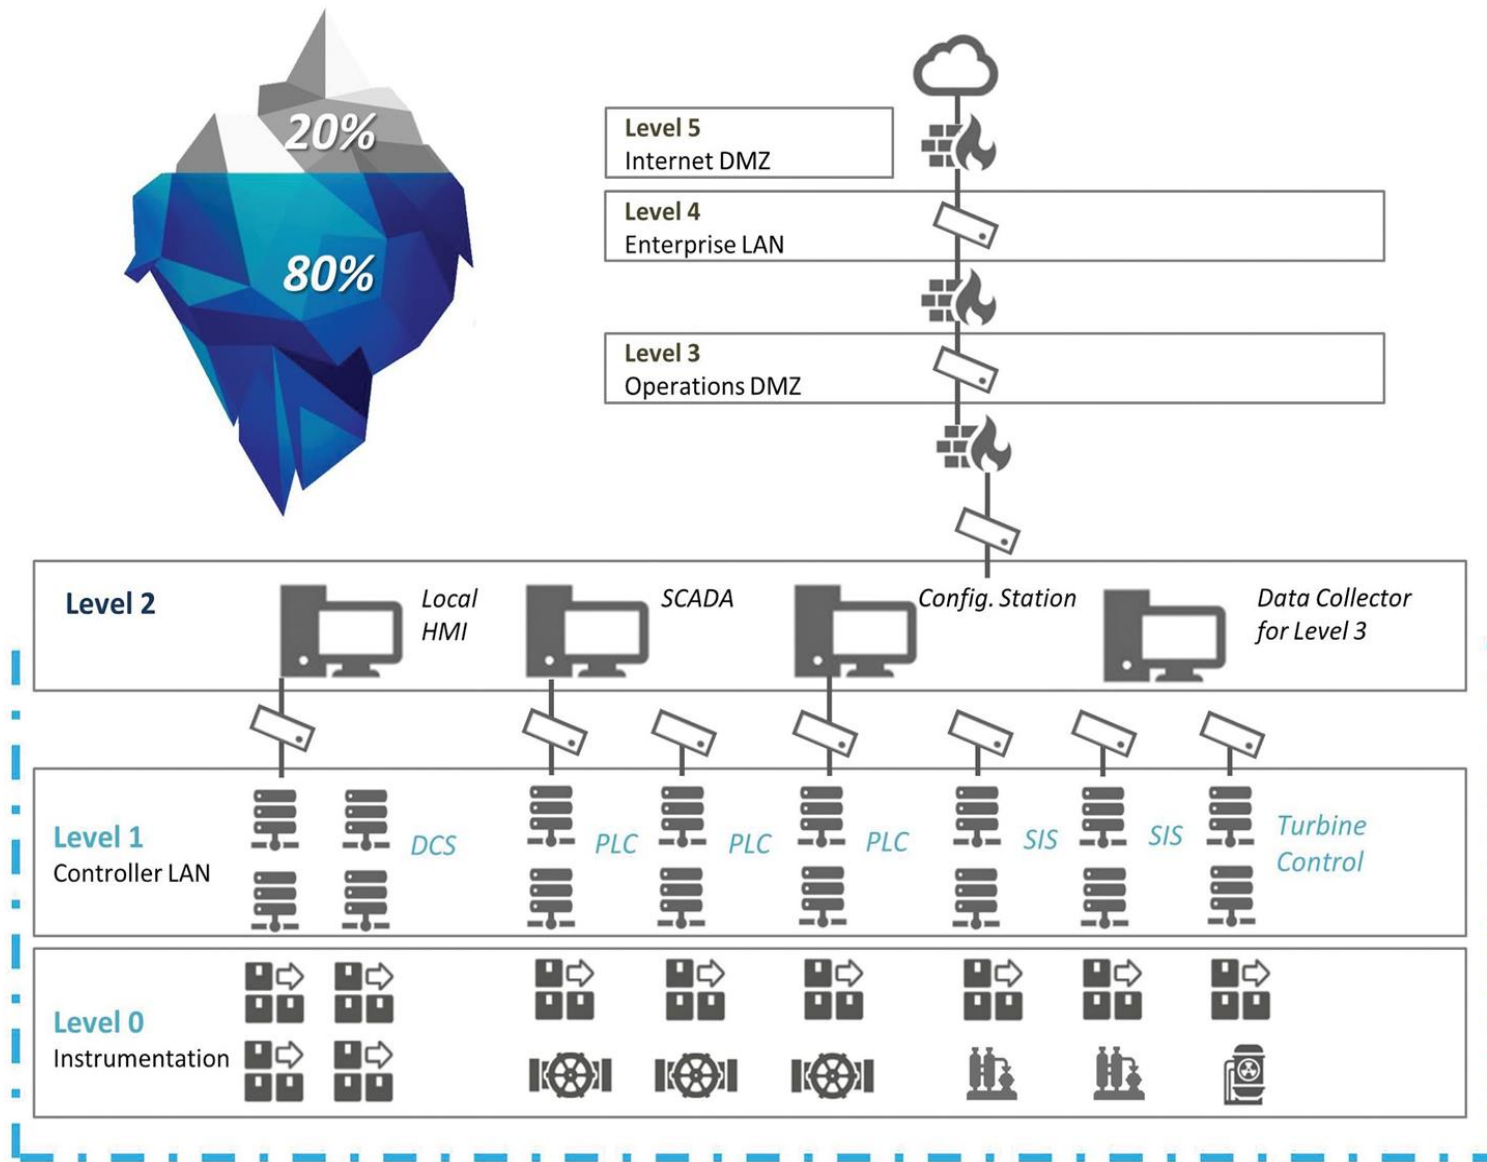 20%
80%
Level 5
Internet DMZ
Level 4
Enterprise LAN
Level 3
Operations DMZ
Level 2
Local
HMI
SCADA
Config. Station
Data Collector
for Level 3
Level 1
Controller LAN
DCS
PLC
PLC
PLC
SIS
SIS
Turbine
Control
Level 0
Instrumentation